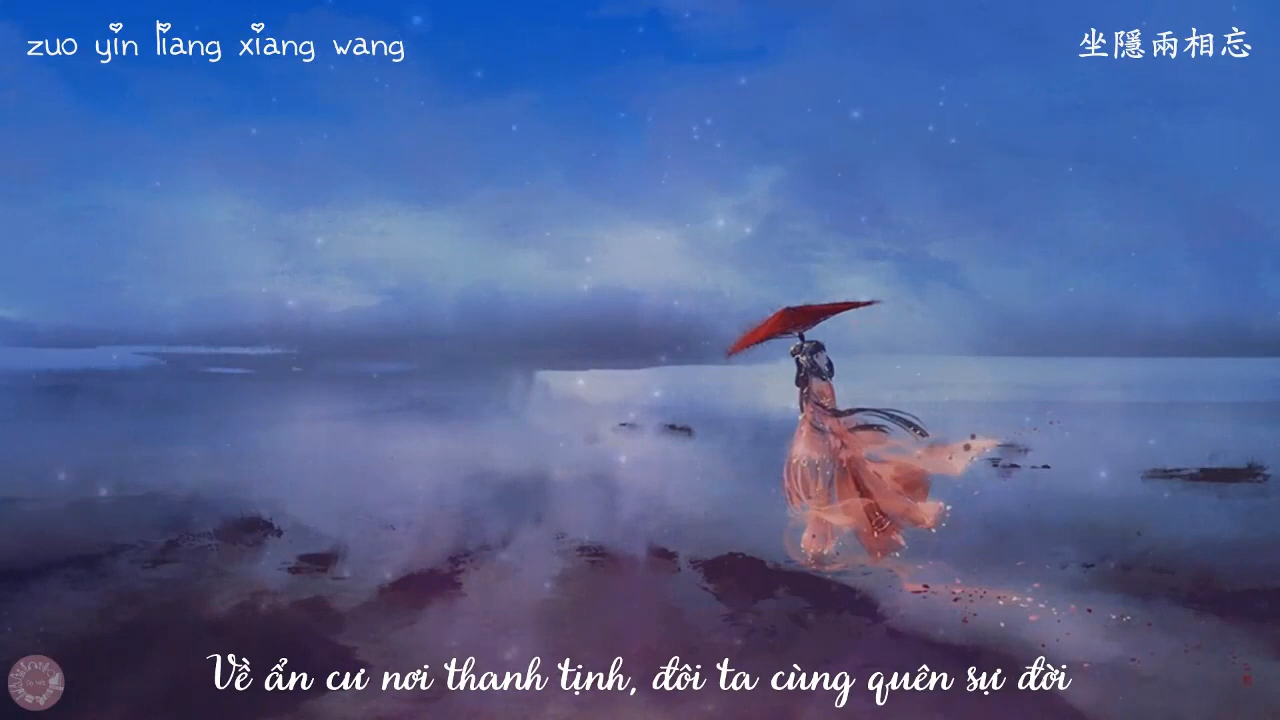 zuo yin liang xiang wang
坐隱兩相忘
Về ẩn cư nơi thanh tịnh, đôi ta cùng quên sự đời